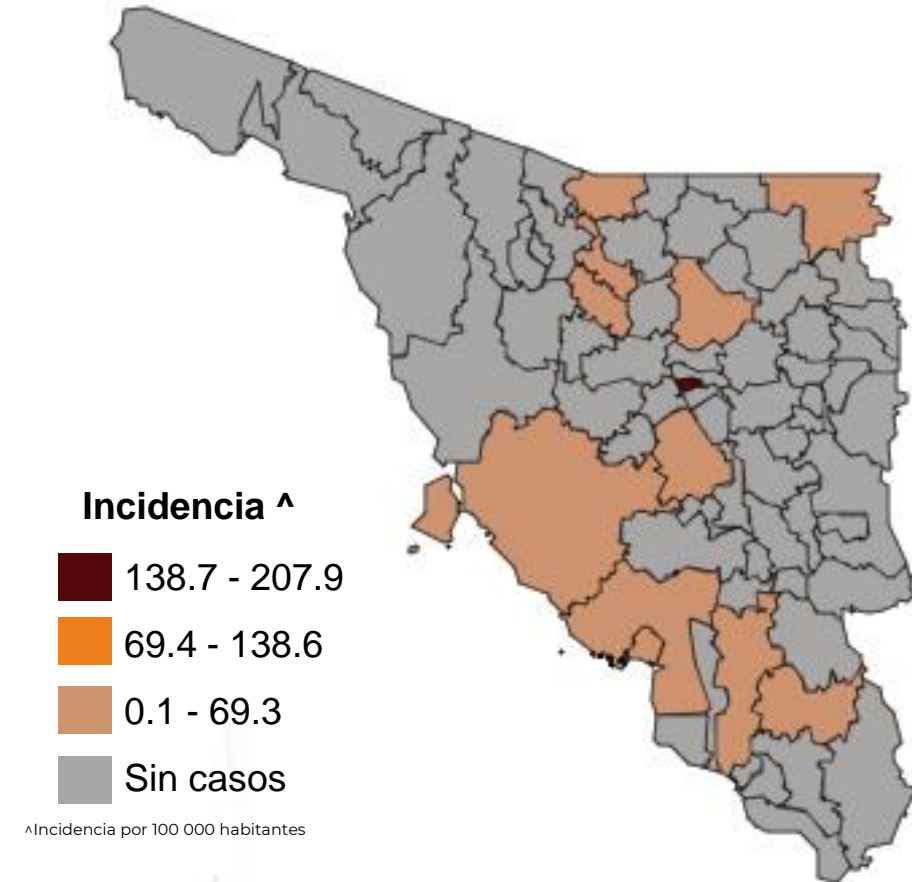 Incidencia ^
138.7 - 207.9
69.4 - 138.6
0.1 - 69.3
Sin casos
^Incidencia por 100 000 habitantes